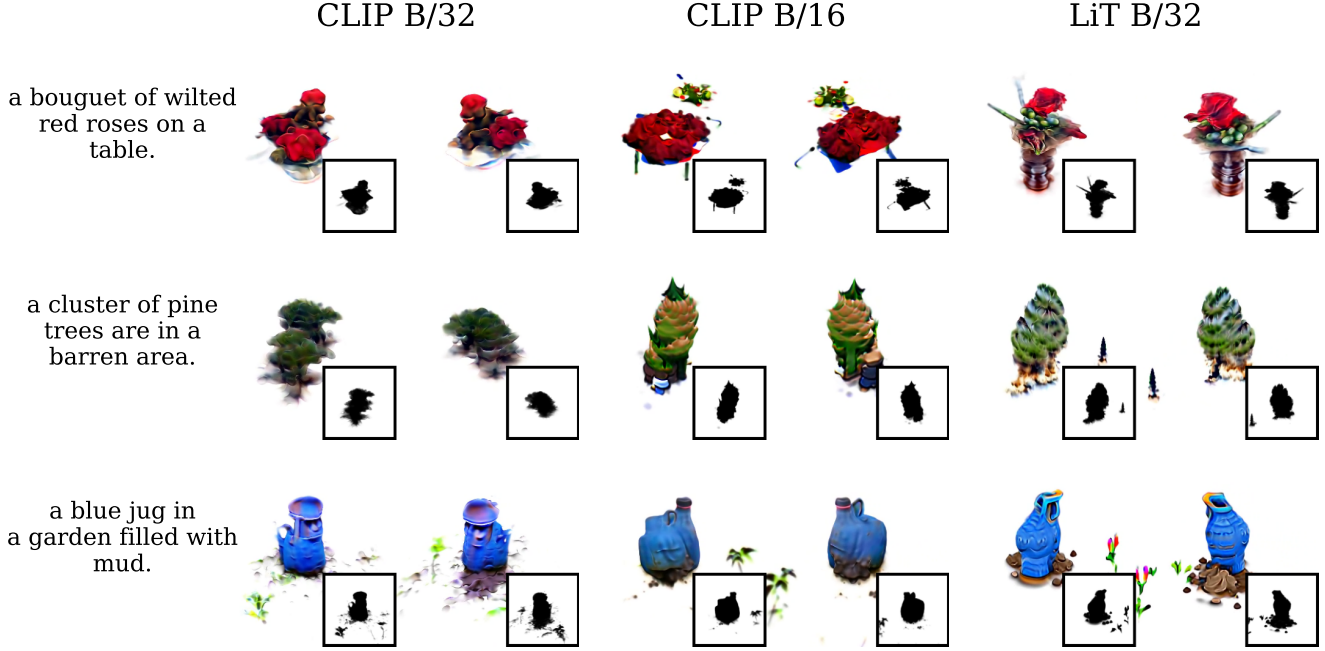 CLIP B/32
CLIP B/16
LiT B/32
a bouquet of wilted
red roses on a
table.
a cluster of pine
trees are in a
barren area.
a blue jug in
a garden filled with
mud.